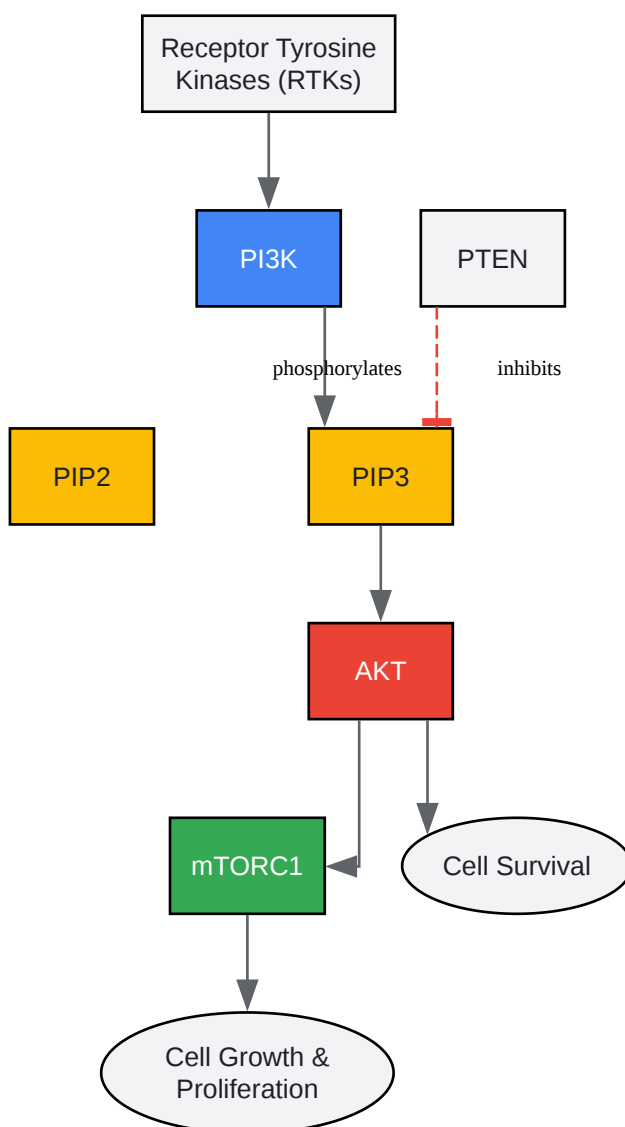 Receptor Tyrosine
Kinases (RTKs)
PI3K
PTEN
phosphorylates
inhibits
PIP2
PIP3
AKT
mTORC1
Cell Survival
Cell Growth &
Proliferation